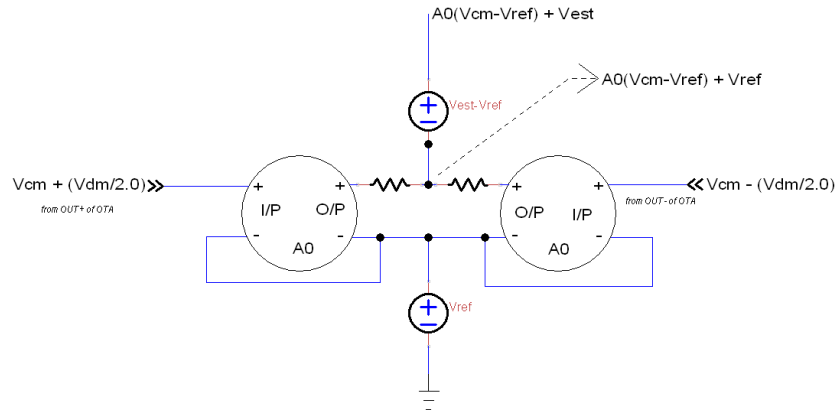 A0(Vcm-Vref) + Vest
Vest-Vref
+
−
A0(Vcm-Vref) + Vref
Vcm + (Vdm/2.0)
from OUT+ of OTA
+ +
I/P O/P
- -
A0
+ +
O/P I/P
- -
A0
Vcm - (Vdm/2.0)
from OUT- of OTA
Vref
+
−